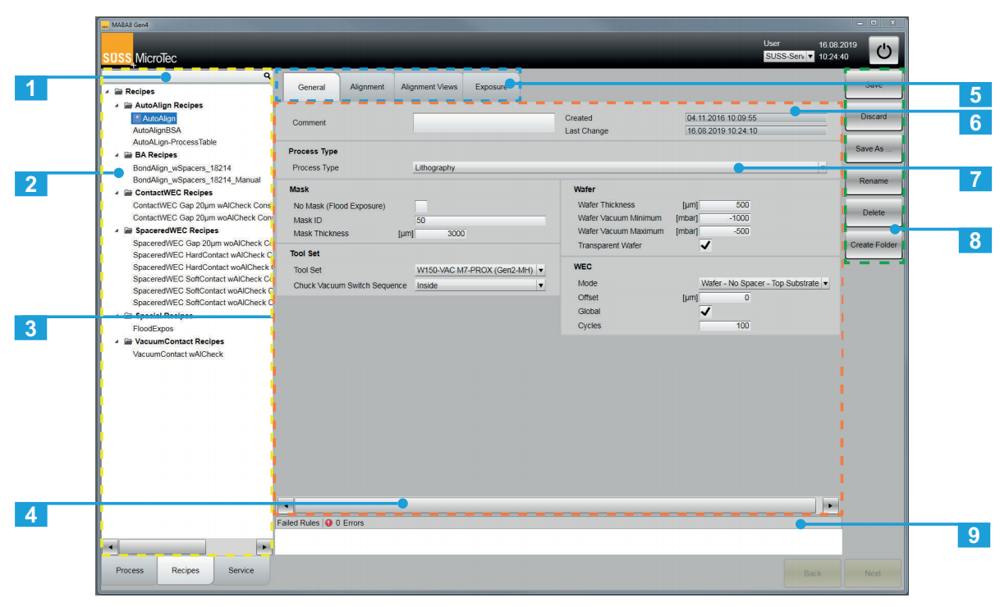 MABA8 Gen4
SUSS MicroTec
User 16.08.2019
SUSS-Serv 10:24:40
1
2
3
4
5
6
7
8
9
Recipes
AutoAlign Recipes
* AutoAlign
AutoAlignBSA
AutoALign-ProcessTable
BA Recipes
BondAlign_wSpacers_18214
BondAlign_wSpacers_18214_Manual
ContactWEC Recipes
ContactWEC Gap 20µm wAlCheck Cons
ContactWEC Gap 20µm woAlCheck Con
SpaceredWEC Recipes
SpaceredWEC Gap 20µm woAlCheck C
SpaceredWEC HardContact wAlCheck C
SpaceredWEC HardContact woAlCheck
SpaceredWEC SoftContact wAlCheck C
SpaceredWEC SoftContact woAlCheck C
SpaceredWEC SoftContact woAlCheck C
Special Recipes
FloodExpos
VacuumContact Recipes
VacuumContact wAlCheck
Process Recipes Service
General Alignment Alignment Views Exposure
Comment
Created 04.11.2016 10:09:55
Last Change 16.08.2019 10:24:10
Process Type
Process Type Lithography
Mask
No Mask (Flood Exposure)
Mask ID 50
Mask Thickness [µm] 3000
Tool Set
Tool Set W150-VAC M7-PROX (Gen2-MH)
Chuck Vacuum Switch Sequence Inside
Wafer
Wafer Thickness [µm] 500
Wafer Vacuum Minimum [mbar] -1000
Wafer Vacuum Maximum [mbar] -500
Transparent Wafer
WEC
Mode Wafer - No Spacer - Top Substrate
Offset [µm] 0
Global
Cycles 100
Failed Rules 0 Errors
Save
Discard
Save As ...
Rename
Delete
Create Folder
Back Next